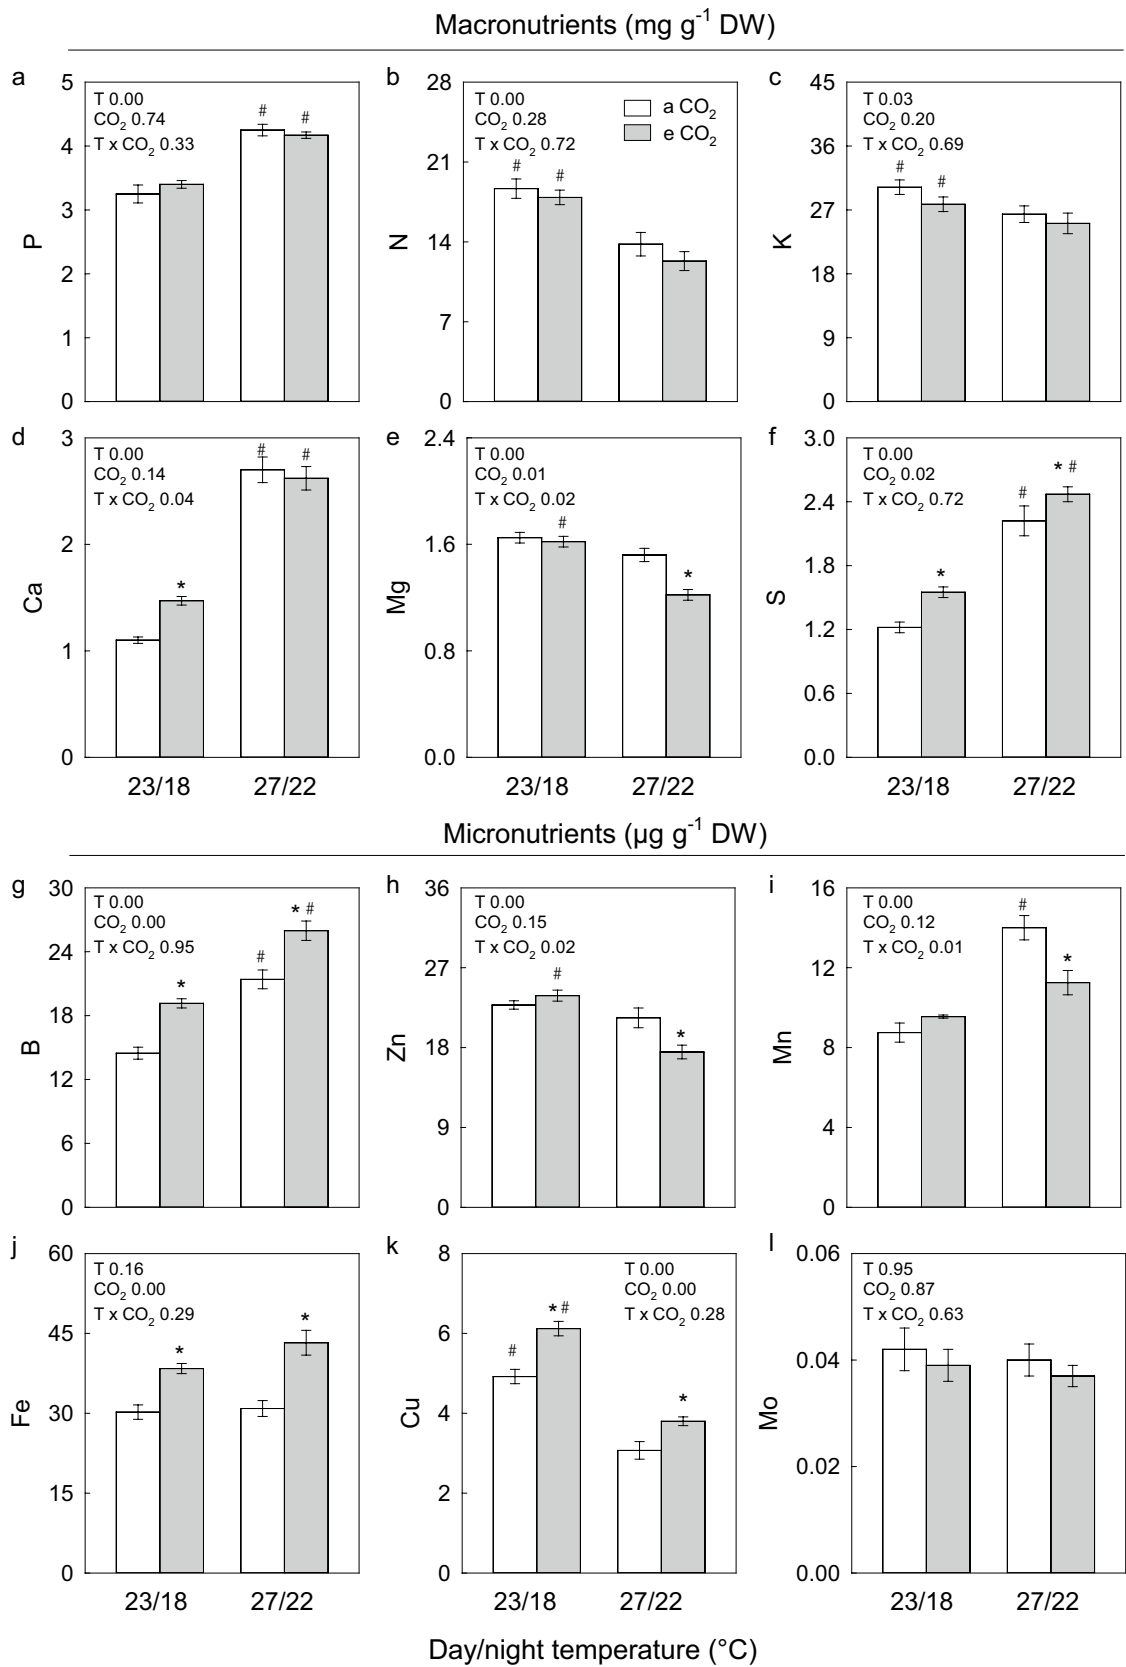 Macronutrients (mg g⁻¹ DW)
a
5
4
3
2
1
0
P
T 0.00
CO₂ 0.74
T x CO₂ 0.33
#
#
b
28
21
14
7
0
N
T 0.00
CO₂ 0.28
T x CO₂ 0.72
a CO₂
e CO₂
#
#
c
45
36
27
18
9
0
K
T 0.03
CO₂ 0.20
T x CO₂ 0.69
#
#
d
3
2
1
0
Ca
T 0.00
CO₂ 0.14
T x CO₂ 0.04
*
#
#
23/18
27/22
e
2.4
1.6
0.8
0.0
Mg
T 0.00
CO₂ 0.01
T x CO₂ 0.02
#
*
23/18
27/22
f
3.0
2.4
1.8
1.2
0.6
0.0
S
T 0.00
CO₂ 0.02
T x CO₂ 0.72
*
#
* #
23/18
27/22
Micronutrients (µg g⁻¹ DW)
g
30
24
18
12
6
0
B
T 0.00
CO₂ 0.00
T x CO₂ 0.95
*
#
* #
h
36
27
18
9
0
Zn
T 0.00
CO₂ 0.15
T x CO₂ 0.02
#
*
i
16
12
8
4
0
Mn
T 0.00
CO₂ 0.12
T x CO₂ 0.01
#
*
j
60
45
30
15
0
Fe
T 0.16
CO₂ 0.00
T x CO₂ 0.29
*
*
23/18
27/22
k
8
6
4
2
0
Cu
T 0.00
CO₂ 0.00
T x CO₂ 0.28
#
* #
*
23/18
27/22
l
0.06
0.04
0.02
0.00
Mo
T 0.95
CO₂ 0.87
T x CO₂ 0.63
23/18
27/22
Day/night temperature (°C)